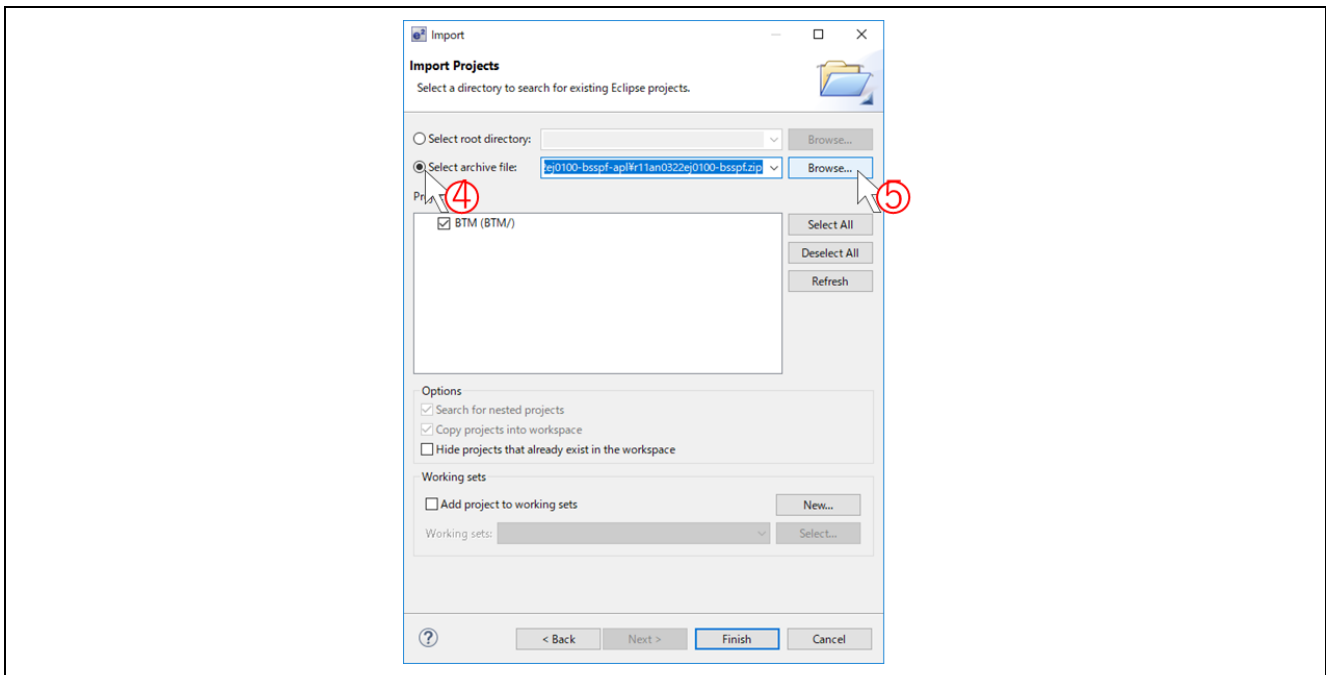 e² Import
Import Projects
Select a directory to search for existing Eclipse projects.
Select root directory: Browse...
Select archive file: ej0100-bsspf-apl¥r11an0322ej0100-bsspf.zip Browse...
④ ⑤
BTM (BTM/)
Select All
Deselect All
Refresh
Options
Search for nested projects
Copy projects into workspace
Hide projects that already exist in the workspace
Working sets
Add project to working sets New...
Working sets: Select...
? < Back Next > Finish Cancel